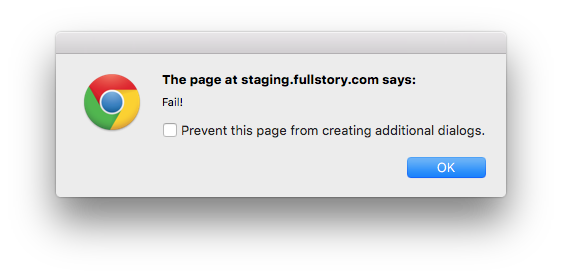 The page at staging.fullstory.com says:
Fail!
Prevent this page from creating additional dialogs.
OK